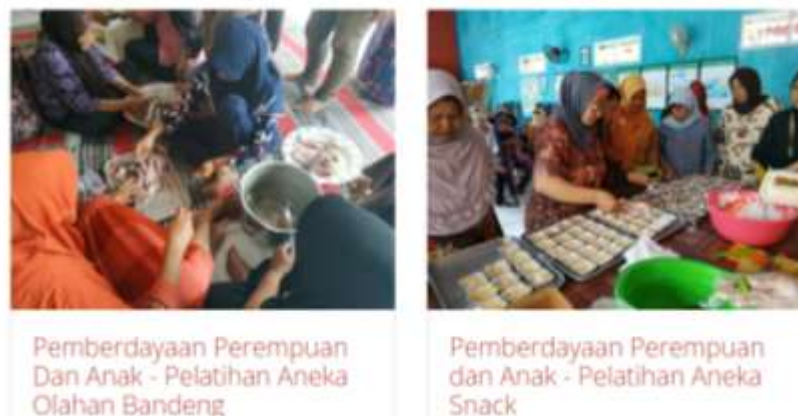 Pemberdayaan Perempuan
Dan Anak - Pelatihan Aneka
Olahan Bandeng
Pemberdayaan Perempuan
dan Anak - Pelatihan Aneka
Snack